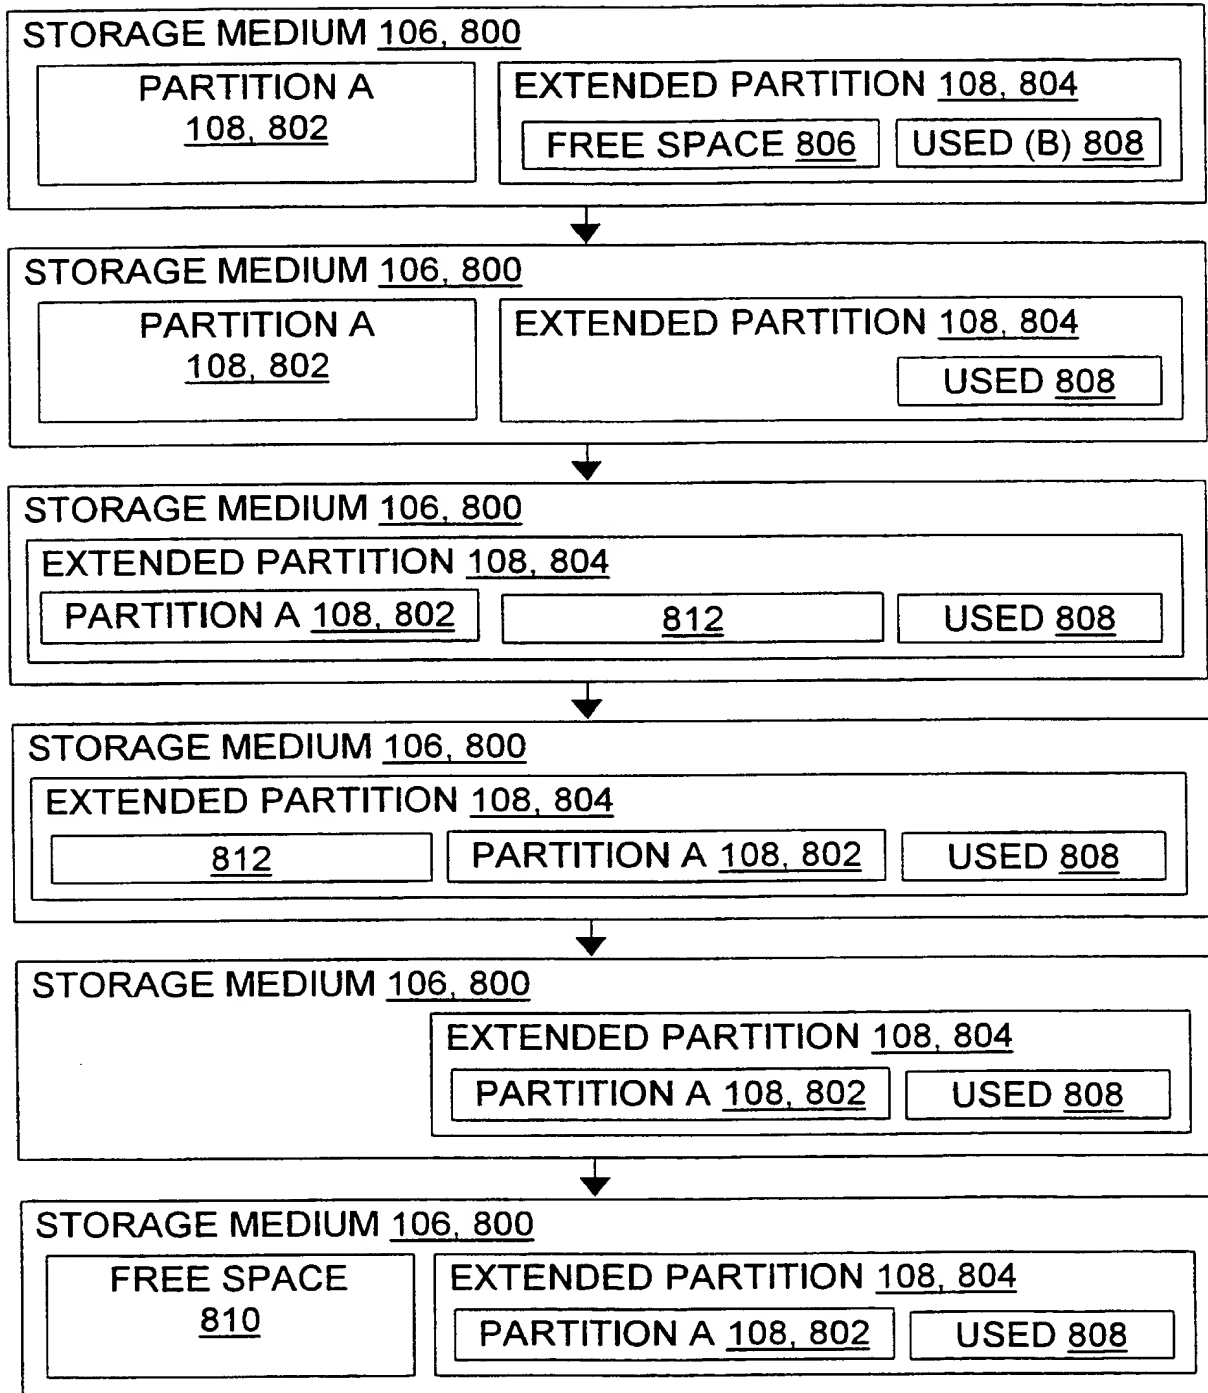 STORAGE MEDIUM 106, 800
PARTITION A
108, 802
EXTENDED PARTITION 108, 804
FREE SPACE 806
USED (B) 808
STORAGE MEDIUM 106, 800
PARTITION A
108, 802
EXTENDED PARTITION 108, 804
USED 808
STORAGE MEDIUM 106, 800
EXTENDED PARTITION 108, 804
PARTITION A 108, 802
812
USED 808
STORAGE MEDIUM 106, 800
EXTENDED PARTITION 108, 804
812
PARTITION A 108, 802
USED 808
STORAGE MEDIUM 106, 800
EXTENDED PARTITION 108, 804
PARTITION A 108, 802
USED 808
STORAGE MEDIUM 106, 800
FREE SPACE
810
EXTENDED PARTITION 108, 804
PARTITION A 108, 802
USED 808